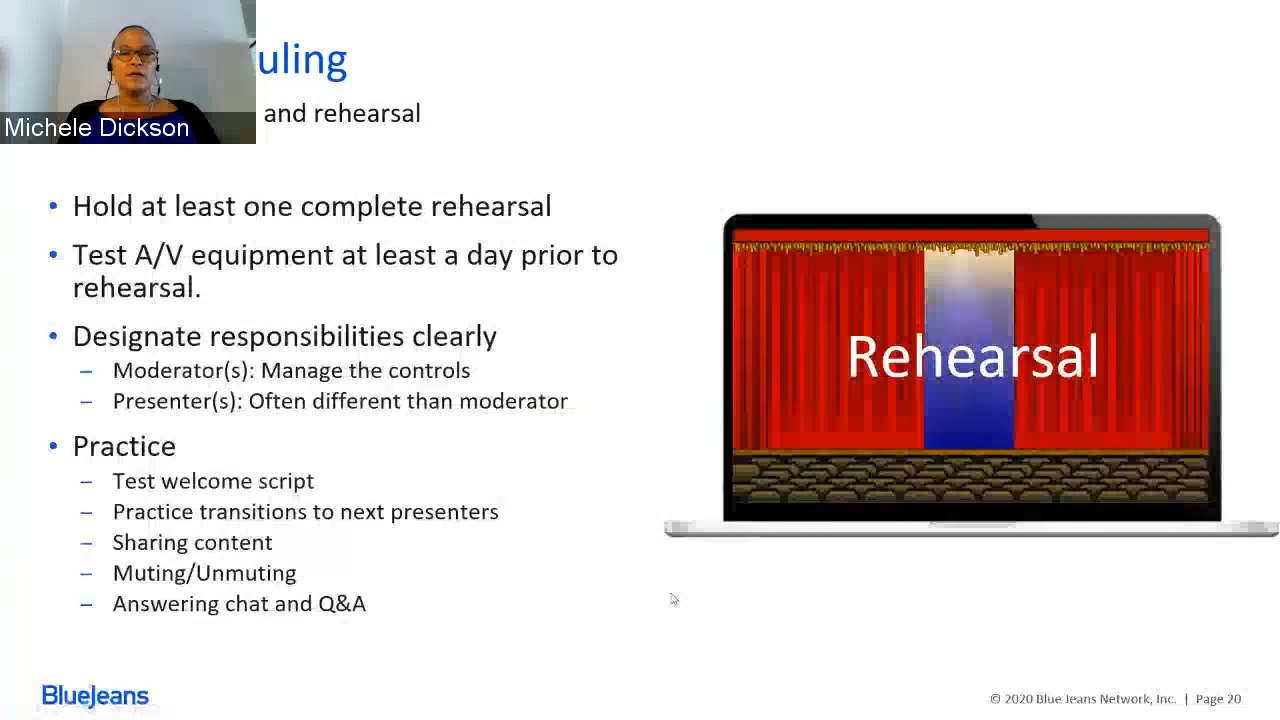 uling
and rehearsal
Michele Dickson
• Hold at least one complete rehearsal
• Test A/V equipment at least a day prior to
rehearsal.
• Designate responsibilities clearly
– Moderator(s): Manage the controls
– Presenter(s): Often different than moderator
• Practice
– Test welcome script
– Practice transitions to next presenters
– Sharing content
– Muting/Unmuting
– Answering chat and Q&A
Rehearsal
BlueJeans
© 2020 Blue Jeans Network, Inc. | Page 20